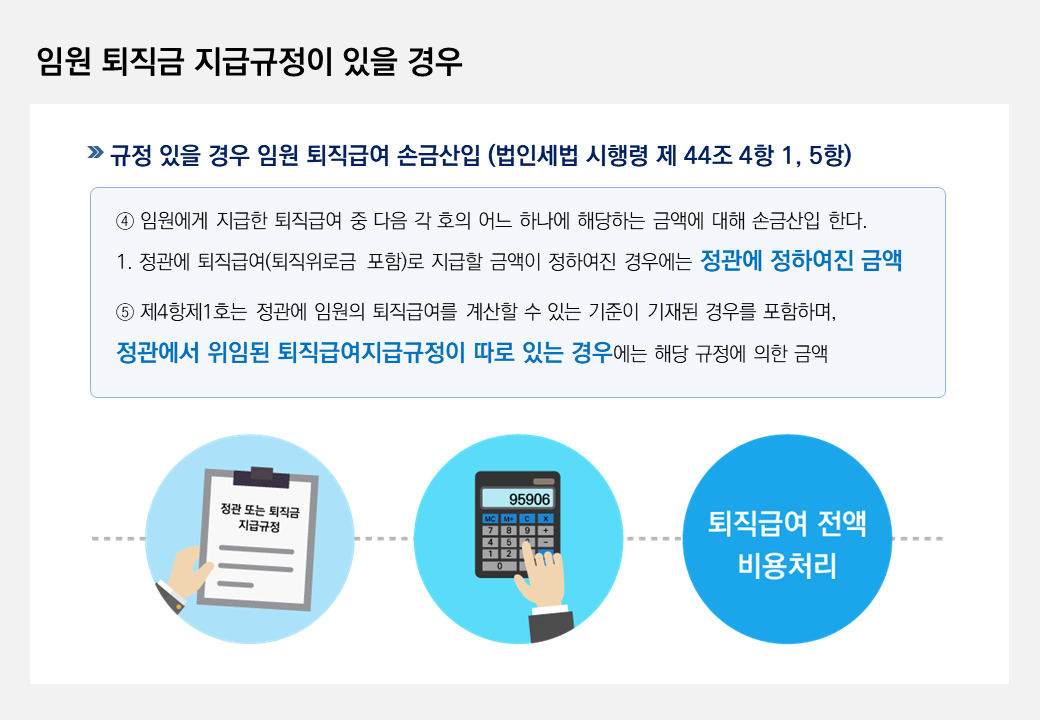 임원 퇴직금 지급규정이 있을 경우
규정 있을 경우 임원 퇴직급여 손금산입 (법인세법 시행령 제 44조 4항 1, 5항)
④ 임원에게 지급한 퇴직급여 중 다음 각 호의 어느 하나에 해당하는 금액에 대해 손금산입 한다.
1. 정관에 퇴직급여(퇴직위로금 포함)로 지급할 금액이 정하여진 경우에는 정관에 정하여진 금액
⑤ 제4항제1호는 정관에 임원의 퇴직급여를 계산할 수 있는 기준이 기재된 경우를 포함하며,
정관에서 위임된 퇴직급여지급규정이 따로 있는 경우에는 해당 규정에 의한 금액
정관 또는 퇴직금
지급규정
95906
MC M+ C X
7 8 9 +
4 5 −
1 2
0
퇴직급여 전액
비용처리